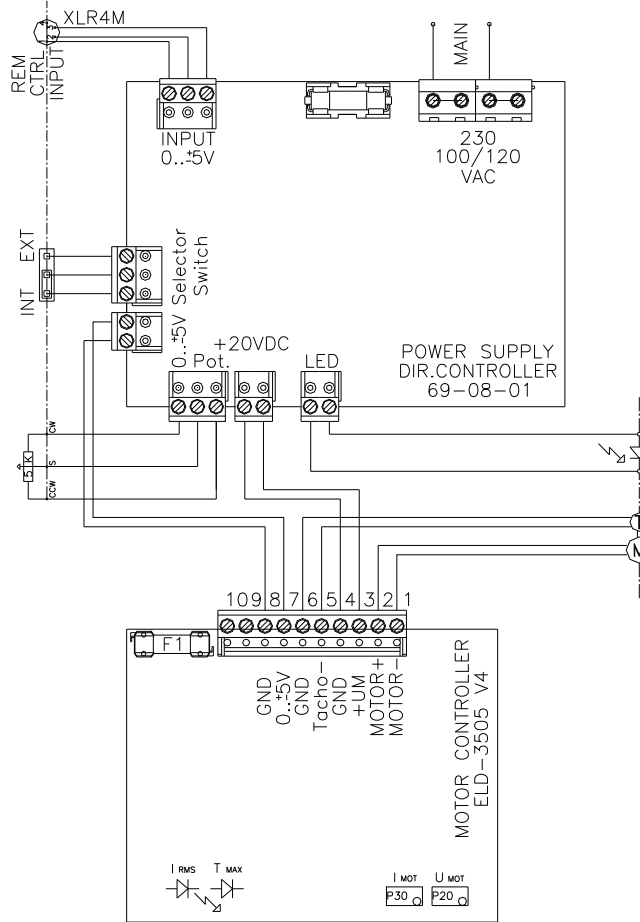 XLR4M
REM
CTRL
INPUT
MAIN
INPUT
0..±5V
230
100/120
VAC
INT EXT
Selector
Switch
0..±5V
+20VDC
Pot.
LED
POWER SUPPLY
DIR.CONTROLLER
69-08-01
CW
S
CCW
M
10 9 8 7 6 5 4 3 2 1
F1
GND
0..±5V
GND
Tacho-
GND
+UM
MOTOR+
MOTOR-
MOTOR CONTROLLER
ELD-3505 V4
I RMS T MAX
I MOT U MOT
P30 P20